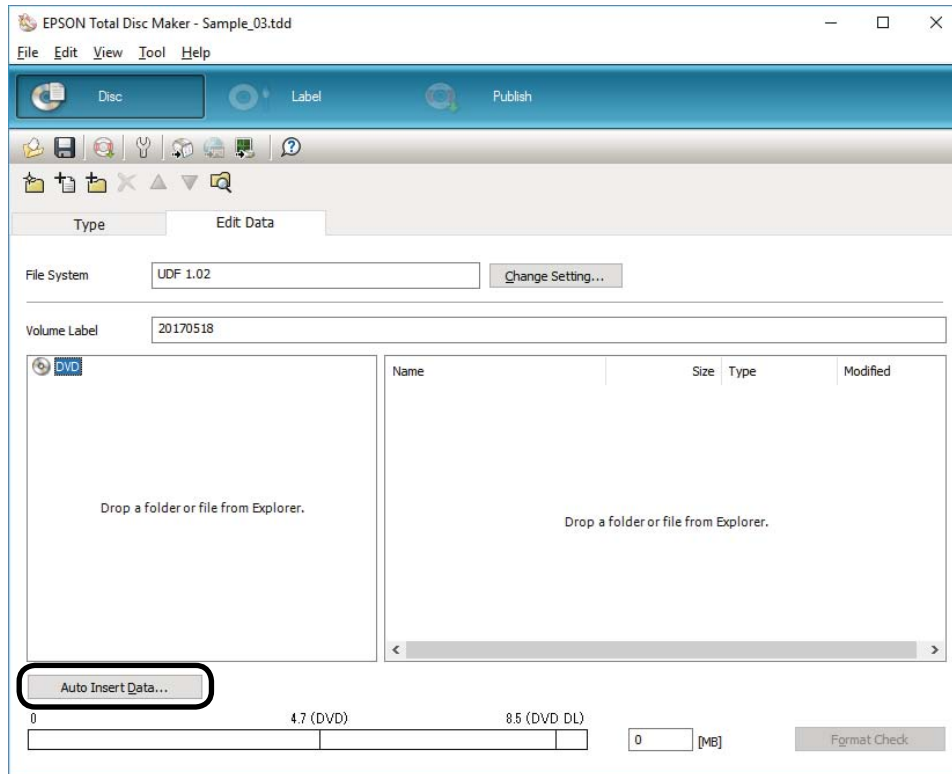 EPSON Total Disc Maker - Sample_03.tdd
File Edit View Tool Help
Disc Label Publish
Type Edit Data
File System UDF 1.02 Change Setting...
Volume Label 20170518
DVD
Name Size Type Modified
Drop a folder or file from Explorer.
Drop a folder or file from Explorer.
Auto Insert Data...
0 4.7 (DVD) 8.5 (DVD DL)
0 [MB] Format Check